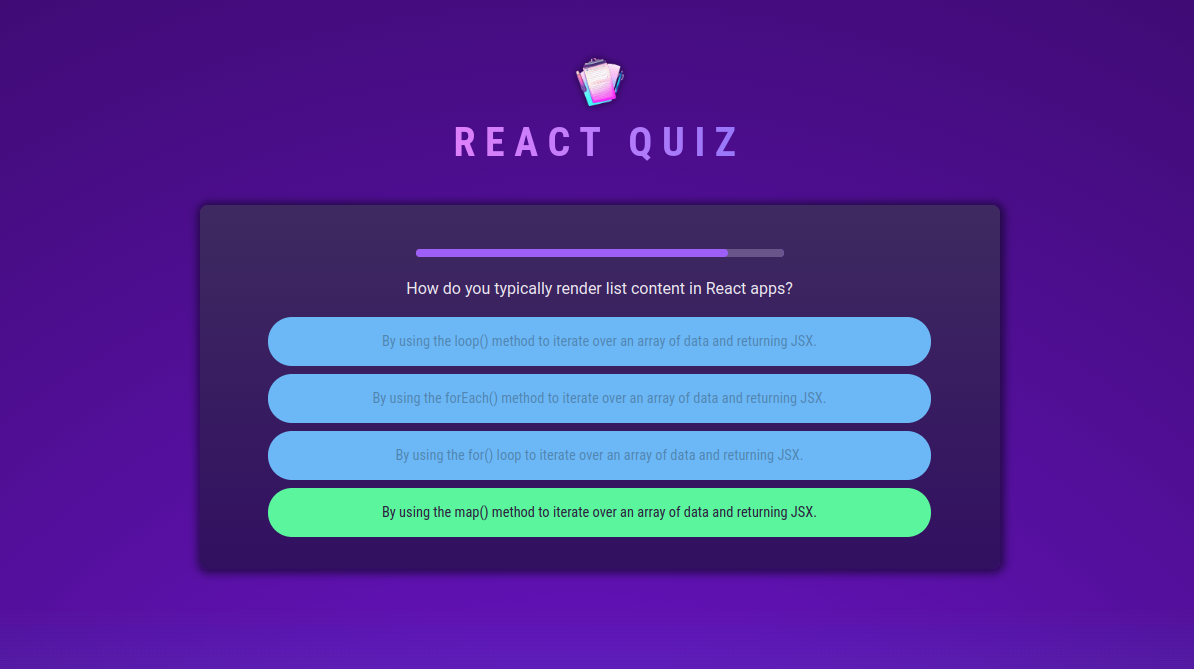 REACT QUIZ
How do you typically render list content in React apps?
By using the loop() method to iterate over an array of data and returning JSX.
By using the forEach() method to iterate over an array of data and returning JSX.
By using the for() loop to iterate over an array of data and returning JSX.
By using the map() method to iterate over an array of data and returning JSX.